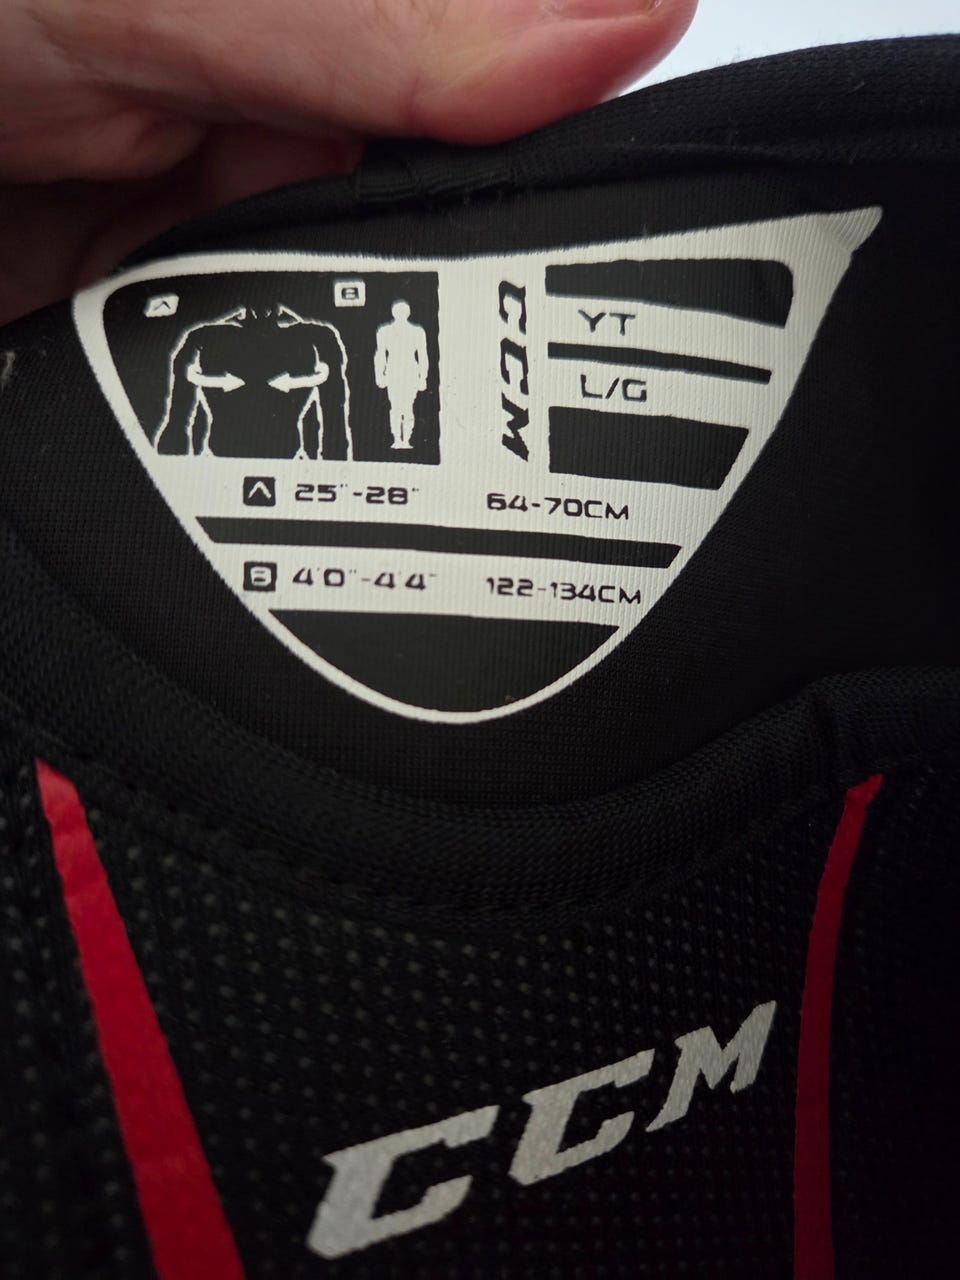 A
B
CCM
YT
L/G
A 25"-28" 64-70CM
B 4'0"-4'4" 122-134CM
CCM